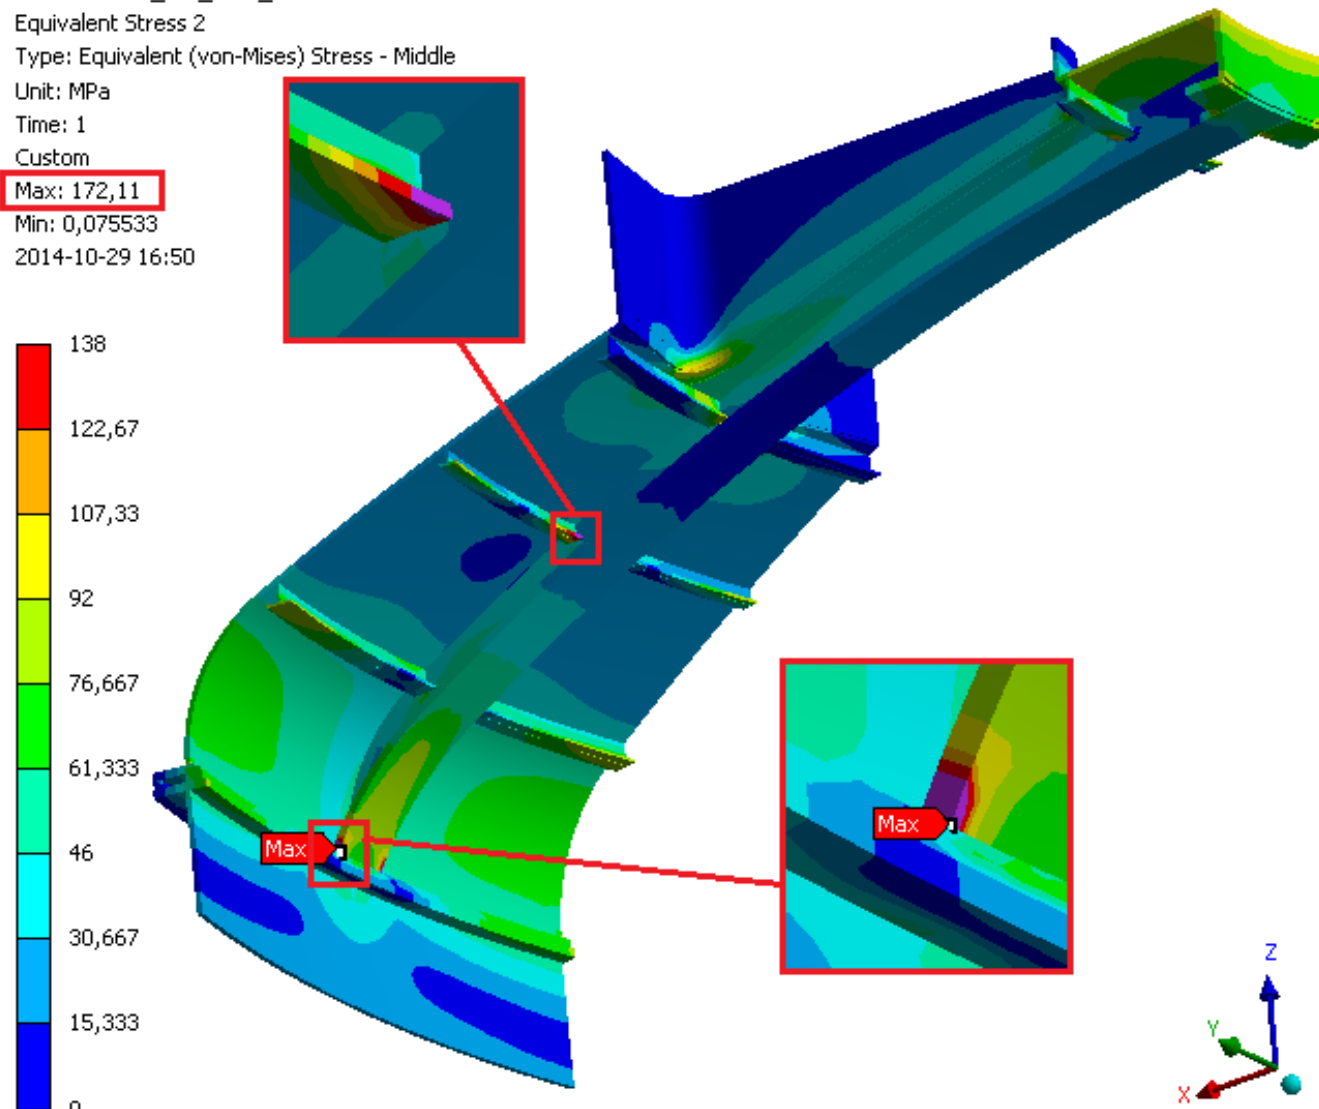 Equivalent Stress 2
Type: Equivalent (von-Mises) Stress - Middle
Unit: MPa
Time: 1
Custom
Max: 172,11
Min: 0,075533
2014-10-29 16:50
138
122,67
107,33
92
76,667
61,333
46
30,667
15,333
0
Max
Max
Z
Y
X